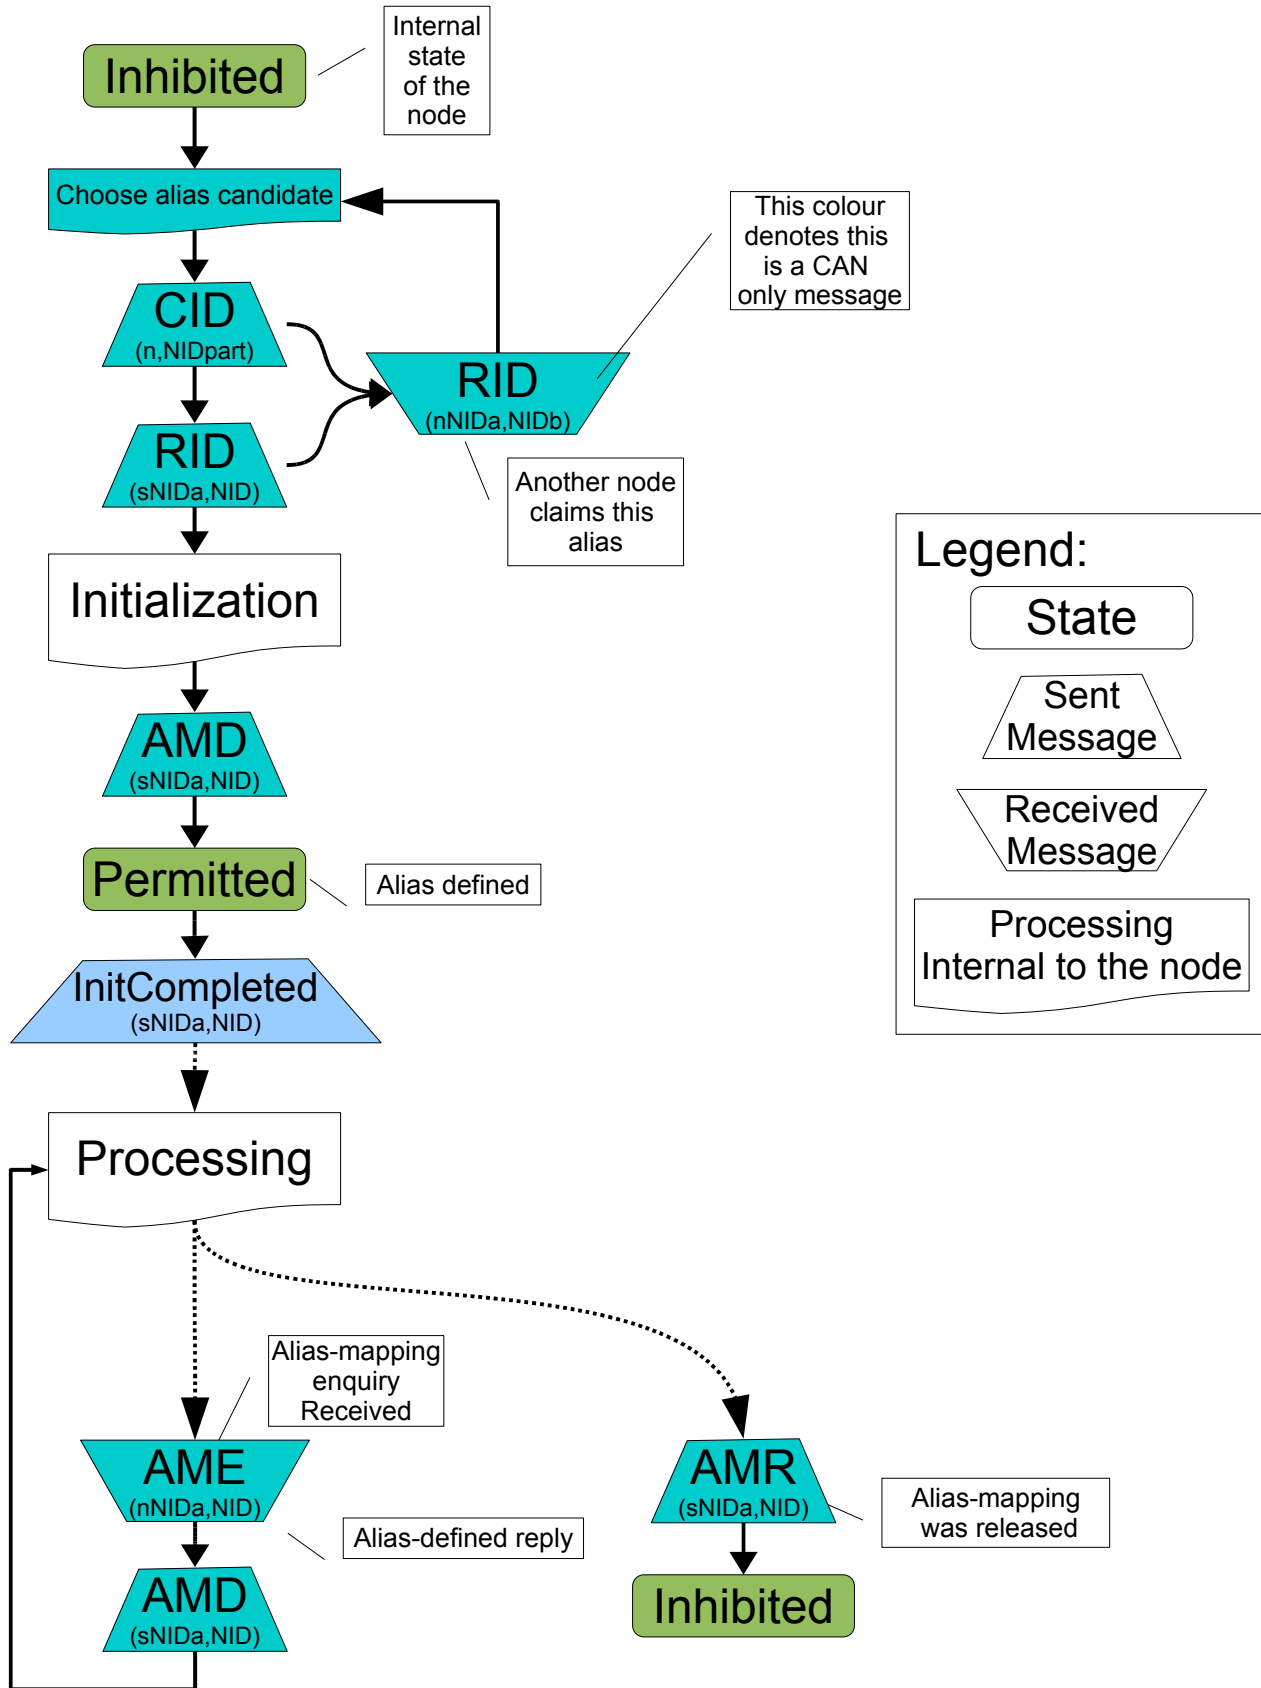 Inhibited
Internal
state
of the
node
Choose alias candidate
This colour
denotes this
is a CAN
only message
CID
(n,NIDpart)
RID
(nNIDa,NIDb)
RID
(sNIDa,NID)
Another node
claims this
alias
Initialization
AMD
(sNIDa,NID)
Permitted
Alias defined
InitCompleted
(sNIDa,NID)
Processing
Alias-mapping
enquiry
Received
AME
(nNIDa,NID)
Alias-defined reply
AMD
(sNIDa,NID)
AMR
(sNIDa,NID)
Alias-mapping
was released
Inhibited
Legend:
State
Sent
Message
Received
Message
Processing
Internal to the node